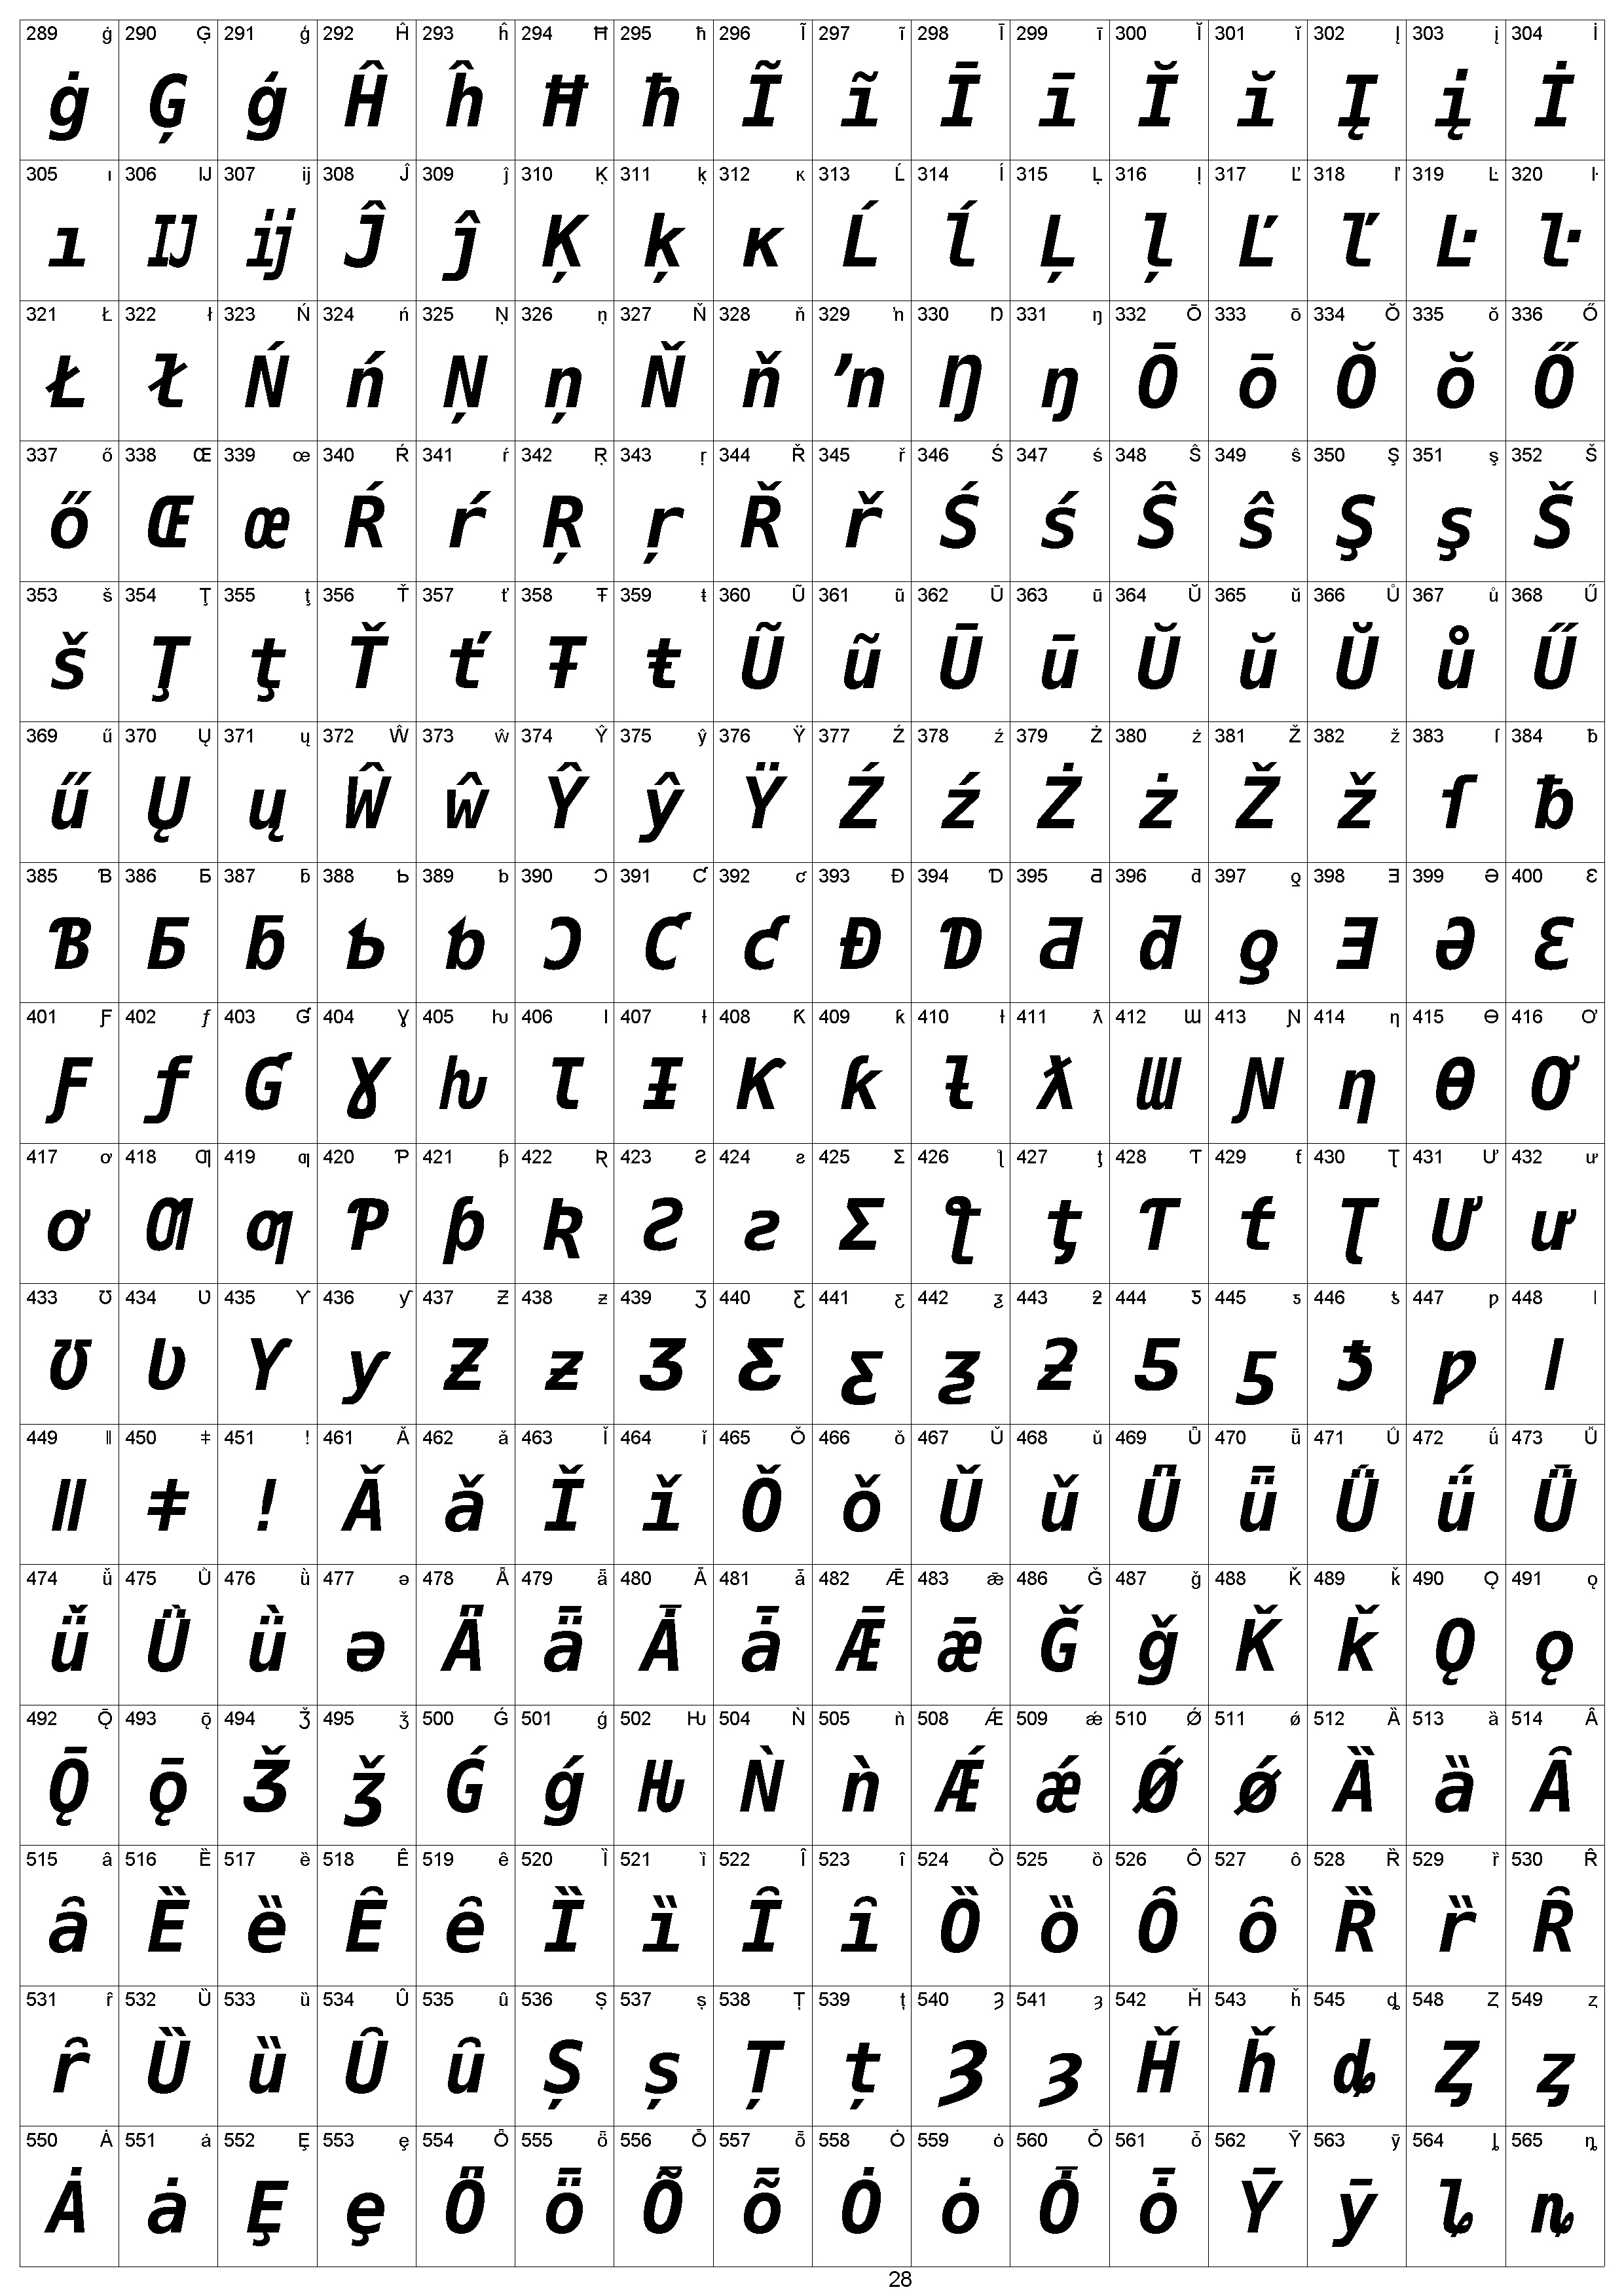 289 ġ 290 Ģ 291 ģ 292 Ĥ 293 ĥ 294 Ħ 295 ħ 296 Ĩ 297 ĩ 298 Ī 299 ī 300 Ĭ 301 ĭ 302 Į 303 į 304 İ
ġ Ģ ģ Ĥ ĥ Ħ ħ Ĩ ĩ Ī ī Ĭ ĭ Į į İ
305 ı 306 Ĳ 307 ĳ 308 Ĵ 309 ĵ 310 Ķ 311 ķ 312 ĸ 313 Ĺ 314 ĺ 315 Ļ 316 ļ 317 Ľ 318 ľ 319 Ŀ 320 ŀ
ı Ĳ ĳ Ĵ ĵ Ķ ķ ĸ Ĺ ĺ Ļ ļ Ľ ľ Ŀ ŀ
321 Ł 322 ł 323 Ń 324 ń 325 Ņ 326 ņ 327 Ň 328 ň 329 ŉ 330 Ŋ 331 ŋ 332 Ō 333 ō 334 Ŏ 335 ŏ 336 Ő
Ł ł Ń ń Ņ ņ Ň ň ŉ Ŋ ŋ Ō ō Ŏ ŏ Ő
337 ő 338 Œ 339 œ 340 Ŕ 341 ŕ 342 Ŗ 343 ŗ 344 Ř 345 ř 346 Ś 347 ś 348 Ŝ 349 ŝ 350 Ş 351 ş 352 Š
ő Œ œ Ŕ ŕ Ŗ ŗ Ř ř Ś ś Ŝ ŝ Ş ş Š
353 š 354 Ţ 355 ţ 356 Ť 357 ť 358 Ŧ 359 ŧ 360 Ũ 361 ũ 362 Ū 363 ū 364 Ŭ 365 ŭ 366 Ů 367 ů 368 Ű
š Ţ ţ Ť ť Ŧ ŧ Ũ ũ Ū ū Ŭ ŭ Ŭ ů Ű
369 ű 370 Ų 371 ų 372 Ŵ 373 ŵ 374 Ŷ 375 ŷ 376 Ÿ 377 Ź 378 ź 379 Ż 380 ż 381 Ž 382 ž 383 ſ 384 ƀ
ű Ų ų Ŵ ŵ Ŷ ŷ Ÿ Ź ź Ż ż Ž ž ſ ƀ
385 Ɓ 386 Ƃ 387 ƃ 388 Ƅ 389 ƅ 390 Ɔ 391 Ƈ 392 ƈ 393 Ɖ 394 Ɗ 395 Ƌ 396 ƌ 397 ƍ 398 Ǝ 399 Ə 400 Ɛ
Ɓ Ƃ ƃ Ƅ ƅ Ɔ Ƈ ƈ Ɖ Ɗ Ƌ ƌ ƍ Ǝ Ə Ɛ
401 Ƒ 402 ƒ 403 Ɠ 404 Ɣ 405 ƕ 406 Ɩ 407 Ɨ 408 Ƙ 409 ƙ 410 ƚ 411 ƛ 412 Ɯ 413 Ɲ 414 ƞ 415 Ɵ 416 Ơ
Ƒ ƒ Ɠ Ɣ ƕ Ɩ Ɨ Ƙ ƙ ƚ ƛ Ɯ Ɲ ƞ Ɵ Ơ
417 ơ 418 Ƣ 419 ƣ 420 Ƥ 421 ƥ 422 Ʀ 423 Ƨ 424 ƨ 425 Ʃ 426 ƪ 427 ƫ 428 Ƭ 429 ƭ 430 Ʈ 431 Ư 432 ư
ơ Ƣ ƣ Ƥ ƥ Ʀ Ƨ ƨ Ʃ ƪ ƫ Ƭ ƭ Ʈ Ư ư
433 Ʊ 434 Ʋ 435 Ƴ 436 ƴ 437 Ƶ 438 ƶ 439 Ʒ 440 Ƹ 441 ƹ 442 ƺ 443 ƻ 444 Ƽ 445 ƽ 446 ƾ 447 ƿ 448 ǀ
Ʊ Ʋ Ƴ ƴ Ƶ ƶ Ʒ Ƹ ƹ ƺ ƻ Ƽ ƽ ƾ ƿ ǀ
449 ǁ 450 ǂ 451 ǃ 461 Ǎ 462 ǎ 463 Ǐ 464 ǐ 465 Ǒ 466 ǒ 467 Ǔ 468 ǔ 469 Ǖ 470 ǖ 471 Ǘ 472 ǘ 473 Ǚ
ǁ ǂ ǃ Ǎ ǎ Ǐ ǐ Ǒ ǒ Ǔ ǔ Ǖ ǖ Ǘ ǘ Ǚ
474 ǚ 475 Ǜ 476 ǜ 477 ǝ 478 Ǟ 479 ǟ 480 Ǡ 481 ǡ 482 Ǣ 483 ǣ 486 Ǧ 487 ǧ 488 Ǩ 489 ǩ 490 Ǫ 491 ǫ
ǚ Ǜ ǜ ǝ Ǟ ǟ Ǡ ǡ Ǣ ǣ Ǧ ǧ Ǩ ǩ Ǫ ǫ
492 Ǭ 493 ǭ 494 Ǯ 495 ǯ 500 Ǵ 501 ǵ 502 Ƕ 504 Ǹ 505 ǹ 508 Ǽ 509 ǽ 510 Ǿ 511 ǿ 512 Ȁ 513 ȁ 514 Ȃ
Ǭ ǭ Ǯ ǯ Ǵ ǵ Ƕ Ǹ ǹ Ǽ ǽ Ǿ ǿ Ȁ ȁ Ȃ
515 ȃ 516 Ȅ 517 ȅ 518 Ȇ 519 ȇ 520 Ȉ 521 ȉ 522 Ȋ 523 ȋ 524 Ȍ 525 ȍ 526 Ȏ 527 ȏ 528 Ȑ 529 ȑ 530 Ȓ
ȃ Ȅ ȅ Ȇ ȇ Ȉ ȉ Ȋ ȋ Ȍ ȍ Ȏ ȏ Ȑ ȑ Ȓ
531 ȓ 532 Ȕ 533 ȕ 534 Ȗ 535 ȗ 536 Ș 537 ș 538 Ț 539 ț 540 Ȝ 541 ȝ 542 Ȟ 543 ȟ 545 ȡ 548 Ȥ 549 ȥ
ȓ Ȕ ȕ Ȗ ȗ Ș ș Ț ț Ȝ ȝ Ȟ ȟ ȡ Ȥ ȥ
550 Ȧ 551 ȧ 552 Ȩ 553 ȩ 554 Ȫ 555 ȫ 556 Ȭ 557 ȭ 558 Ȯ 559 ȯ 560 Ȱ 561 ȱ 562 Ȳ 563 ȳ 564 ȴ 565 ȵ
Ȧ ȧ Ȩ ȩ Ȫ ȫ Ȭ ȭ Ȯ ȯ Ȱ ȱ Ȳ ȳ ȴ ȵ
28